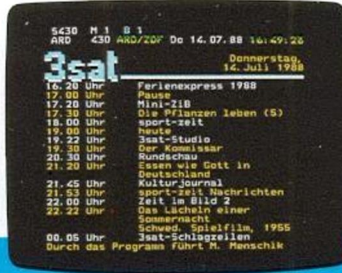 S430 M 1 B 1
ARD 430 ARD/ZDF Do 14.07.88 16:49:28
3sat
Donnerstag,
14.Juli 1988
16.20 Uhr Ferienexpress 1988
17.00 Uhr Pause
17.20 Uhr Mini-ZiB
17.30 Uhr Die Pflanzen leben (5)
18.00 Uhr sport-zeit
19.00 Uhr heute
19.22 Uhr 3sat-Studio
19.30 Uhr Der Kommissar
20.30 Uhr Rundschau
21.20 Uhr Essen wie Gott in
Deutschland
21.45 Uhr Kulturjournal
21.53 Uhr sport-zeit Nachrichten
22.00 Uhr Zeit im Bild 2
22.22 Uhr Das Lächeln einer
Sommernacht
Schwed. Spielfilm, 1955
00.05 Uhr 3sat-Schlagzeilen
Durch das Programm führt M. Menschik